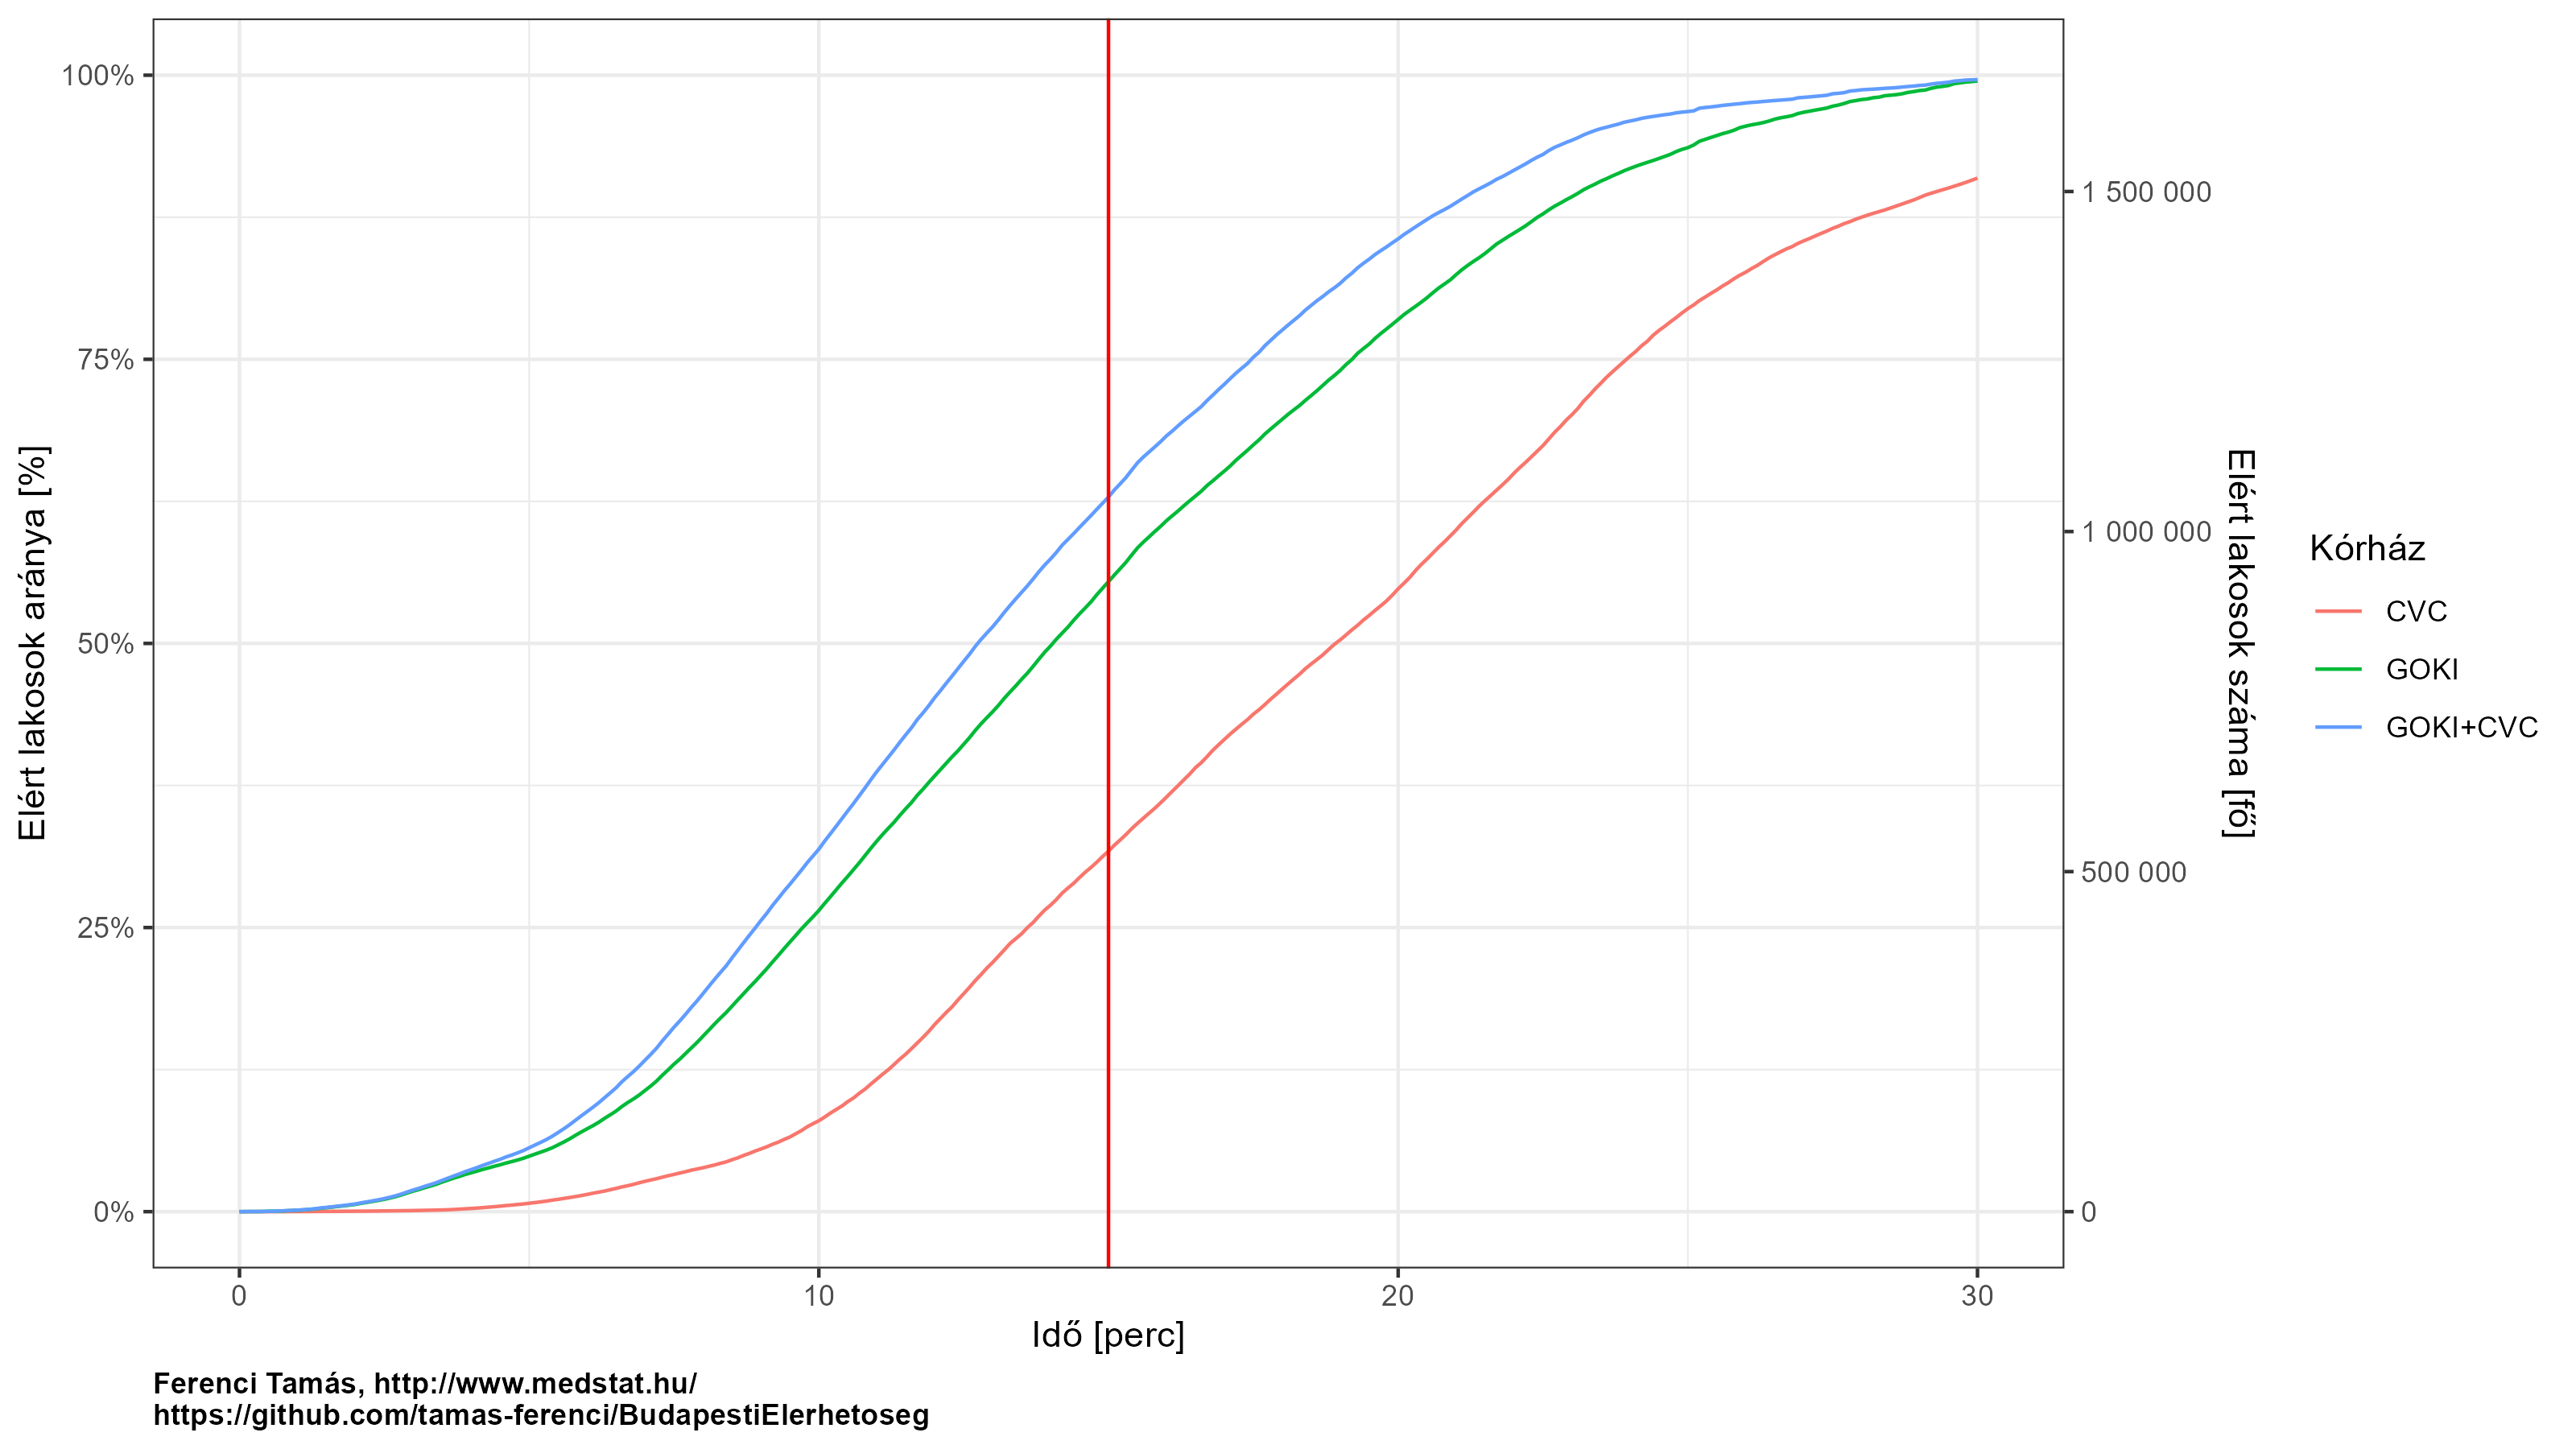 Elért lakosok aránya [%]
100%
75%
50%
25%
0%
0
10
20
30
Idő [perc]
1 500 000
1 000 000
500 000
0
Elért lakosok száma [fő]
Kórház
CVC
GOKI
GOKI+CVC
Ferenci Tamás, http://www.medstat.hu/
https://github.com/tamas-ferenci/BudapestiElerhetoseg